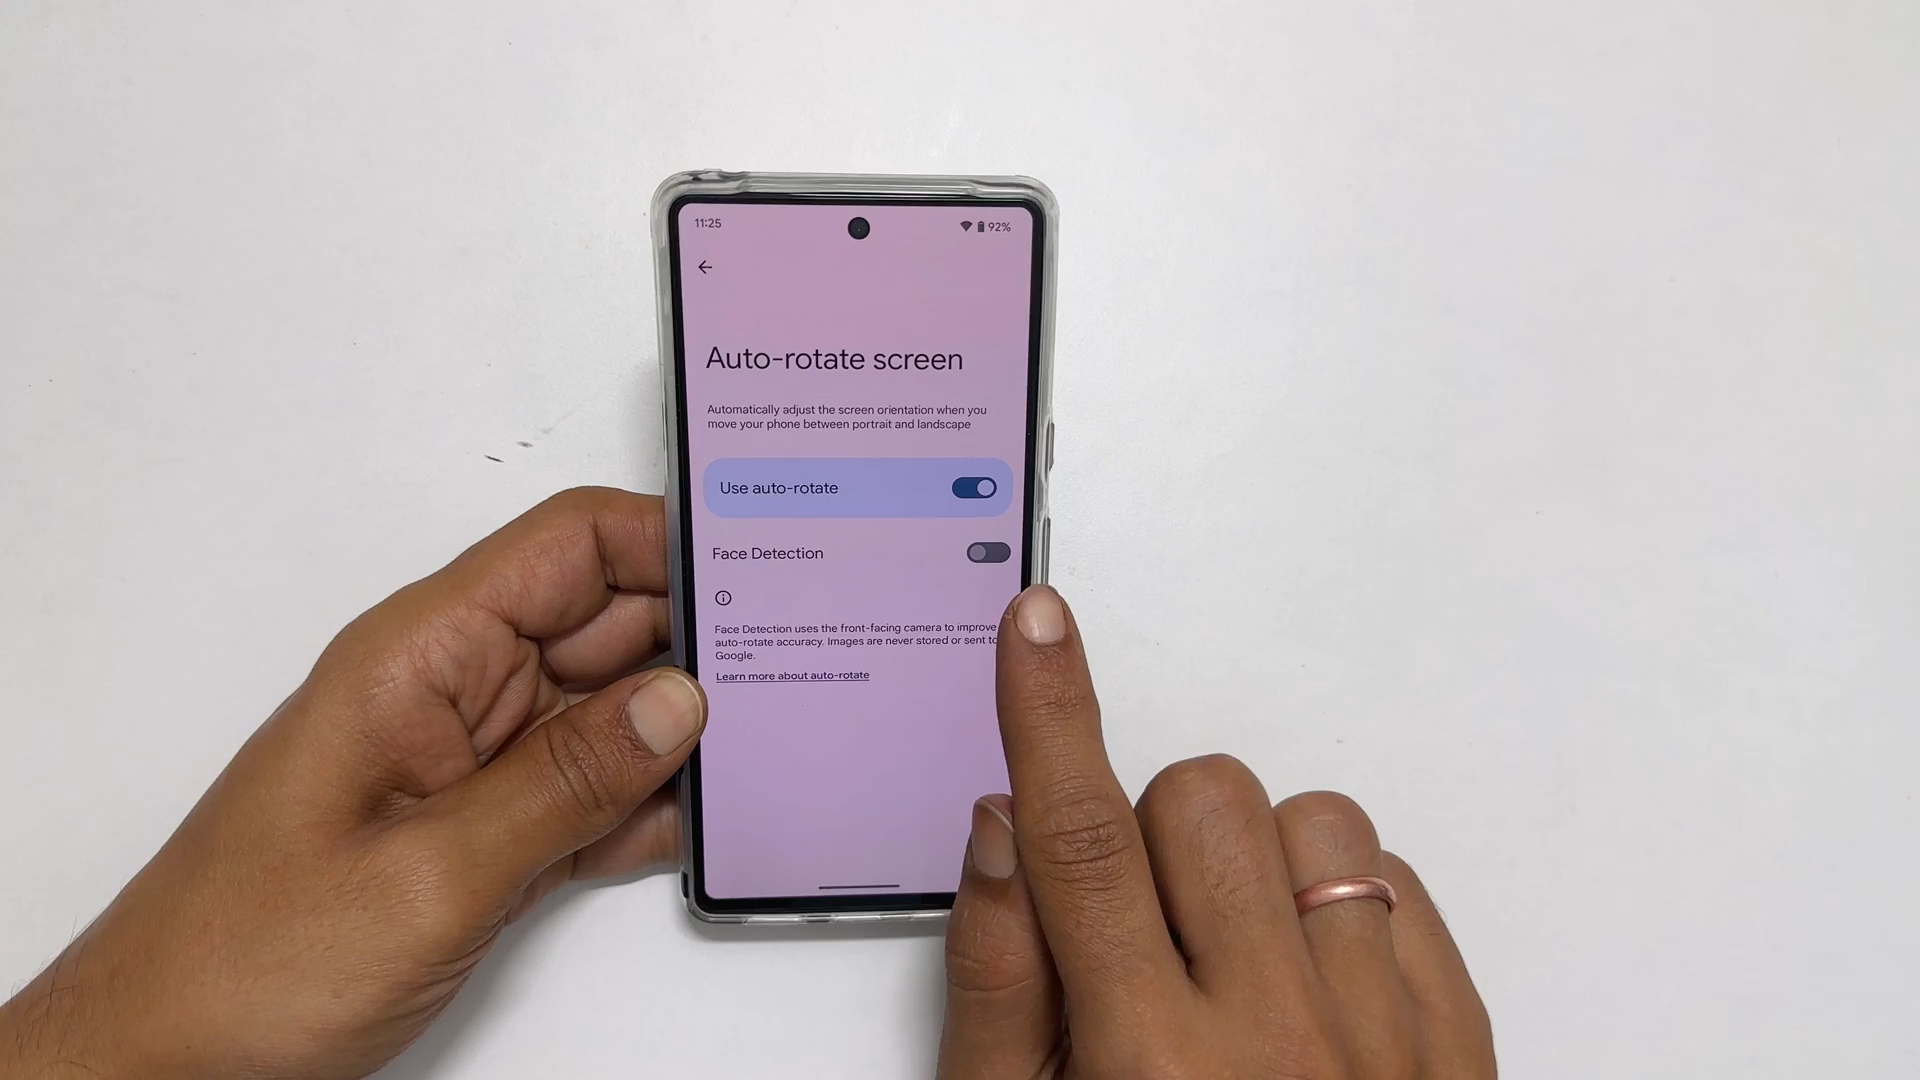 11:25
92%
Auto-rotate screen
Automatically adjust the screen orientation when you
move your phone between portrait and landscape
Use auto-rotate
Face Detection
Face Detection uses the front-facing camera to improve
auto-rotate accuracy. Images are never stored or sent to
Google.
Learn more about auto-rotate